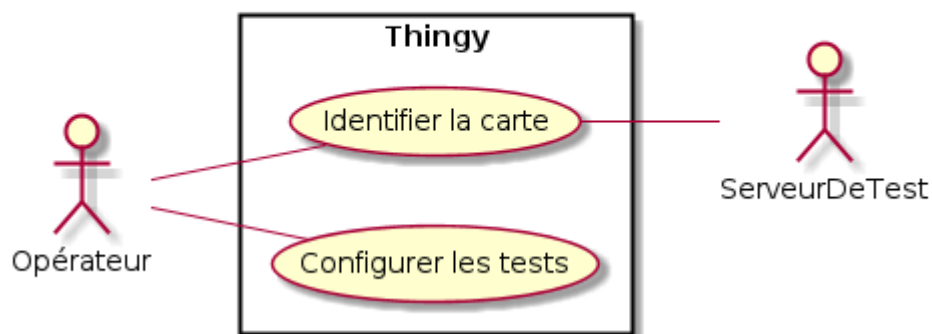 Thingy
Identifier la carte
ServeurDeTest
Opérateur
Configurer les tests